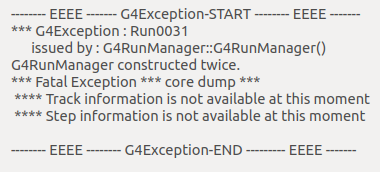 -------- EEEE ------- G4Exception-START -------- EEEE -------
*** G4Exception : Run0031
issued by : G4RunManager::G4RunManager()
G4RunManager constructed twice.
*** Fatal Exception *** core dump ***
**** Track information is not available at this moment
**** Step information is not available at this moment
-------- EEEE -------- G4Exception-END --------- EEEE -------